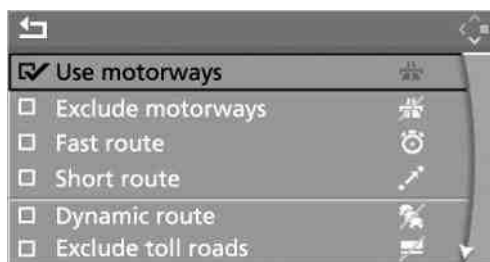 Use motorways
Exclude motorways
Fast route
Short route
Dynamic route
Exclude toll roads